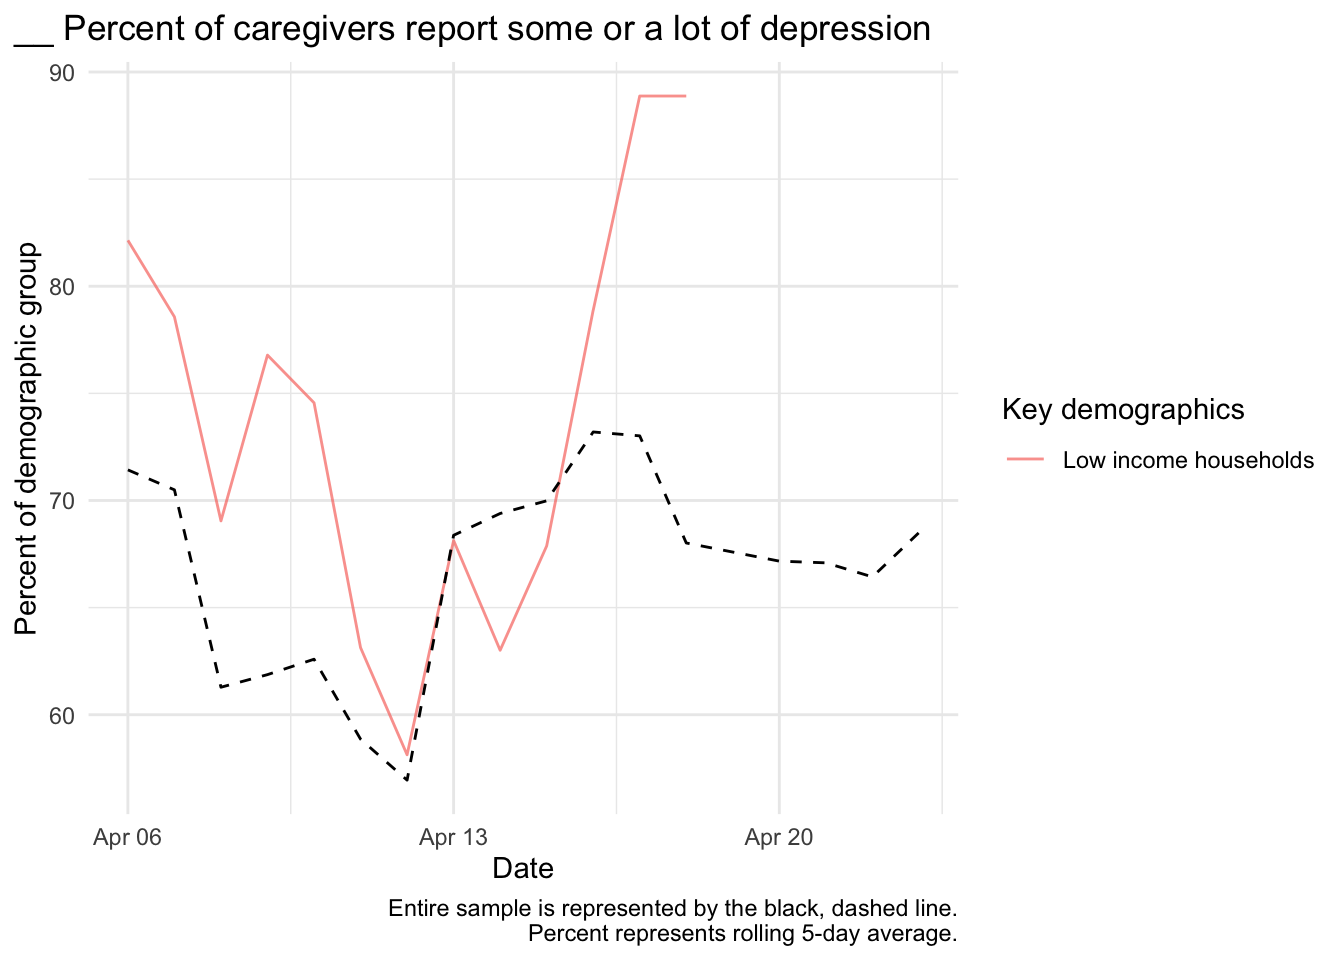 __ Percent of caregivers report some or a lot of depression
90
80
70
60
Percent of demographic group
Apr 06
Apr 13
Apr 20
Date
Key demographics
Low income households
Entire sample is represented by the black, dashed line.
Percent represents rolling 5-day average.